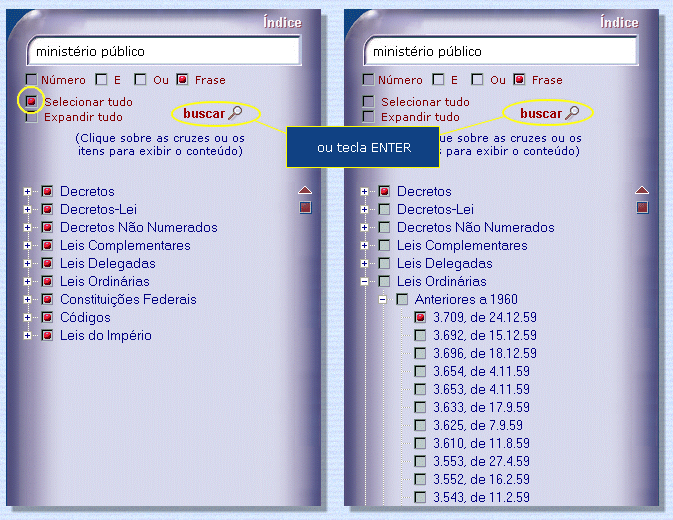 Índice
ministério público
Número E Ou Frase
Selecionar tudo
Expandir tudo
buscar
(Clique sobre as cruzes ou os
itens para exibir o conteúdo)
Decretos
Decretos-Lei
Decretos Não Numerados
Leis Complementares
Leis Delegadas
Leis Ordinárias
Constituições Federais
Códigos
Leis do Império
ou tecla ENTER
Índice
ministério público
Número E Ou Frase
Selecionar tudo
Expandir tudo
buscar
que sobre as cruzes ou os
para exibir o conteúdo)
Decretos
Decretos-Lei
Decretos Não Numerados
Leis Complementares
Leis Delegadas
Leis Ordinárias
Anteriores a 1960
3.709, de 24.12.59
3.692, de 15.12.59
3.696, de 18.12.59
3.654, de 4.11.59
3.653, de 4.11.59
3.633, de 17.9.59
3.625, de 7.9.59
3.610, de 11.8.59
3.553, de 27.4.59
3.552, de 16.2.59
3.543, de 11.2.59